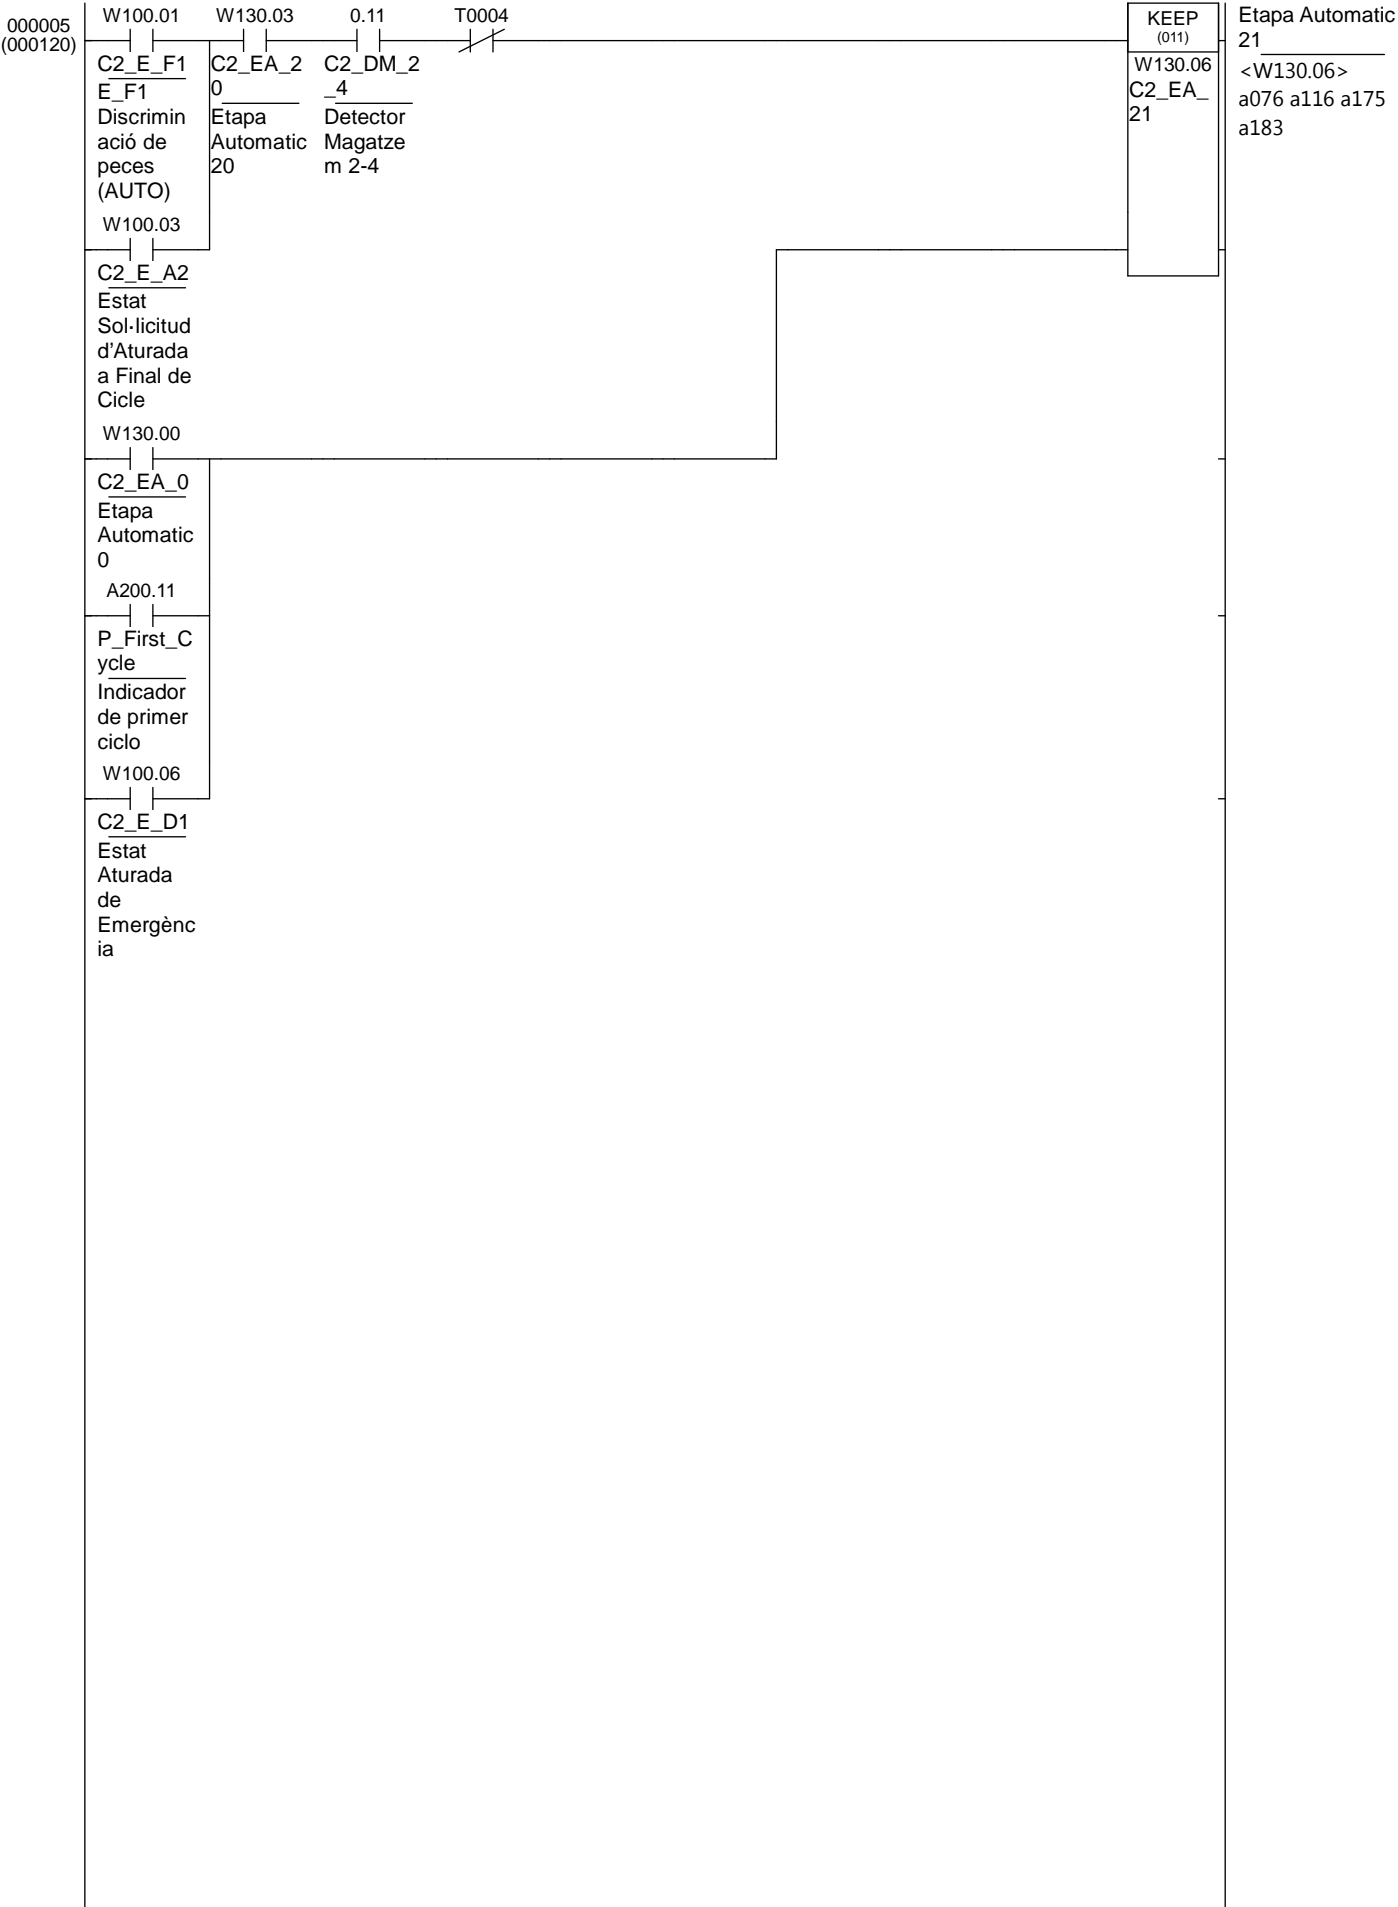 000005
(000120)
W100.01
W130.03
0.11
T0004
KEEP
(011)
W130.06
C2_EA_
21
Etapa Automatic
21
<W130.06>
a076 a116 a175
a183
C2_E_F1
E_F1
Discrimin
ació de
peces
(AUTO)
C2_EA_2
0
Etapa
Automatic
20
C2_DM_2
_4
Detector
Magatze
m 2-4
W100.03
C2_E_A2
Estat
Sol·licitud
d'Aturada
a Final de
Cicle
W130.00
C2_EA_0
Etapa
Automatic
0
A200.11
P_First_C
ycle
Indicador
de primer
ciclo
W100.06
C2_E_D1
Estat
Aturada
de
Emergènc
ia